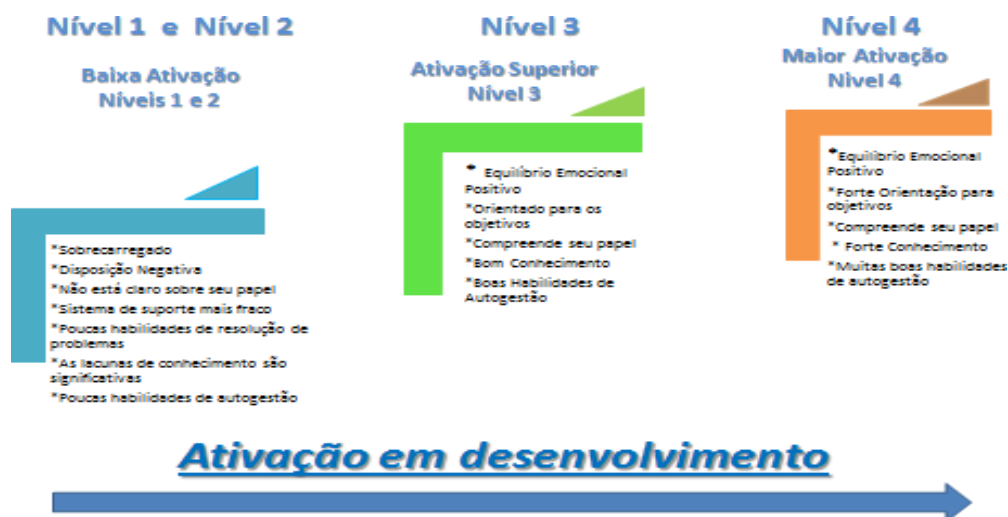 Nível 1 e Nível 2
Baixa Ativação
Níveis 1 e 2
*Sobrecarregado
*Disposição Negativa
*Não está claro sobre seu papel
*Sistema de suporte mais fraco
*Poucas habilidades de resolução de
problemas
*As lacunas de conhecimento são
significativas
*Poucas habilidades de autogestão
Nível 3
Ativação Superior
Nível 3
* Equilíbrio Emocional
Positivo
*Orientado para os
objetivos
*Compreende seu papel
*Bom Conhecimento
*Boas Habilidades de
Autogestão
Nível 4
Maior Ativação
Nivel 4
*Equilíbrio Emocional
Positivo
*Forte Orientação para
objetivos
*Compreende seu papel
* Forte Conhecimento
*Muitas boas habilidades
de autogestão
Ativação em desenvolvimento